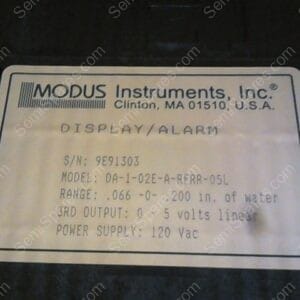 MODUS Instruments, Inc.®
Clinton, MA 01510, U.S.A.
DISPLAY/ALARM
S/N: 9E91303
MODEL: DA-1-02E-A-RFRR-05L
RANGE: .066 -0- .200 in. of water
3RD OUTPUT: 0 - 5 volts linear
POWER SUPPLY: 120 Vac